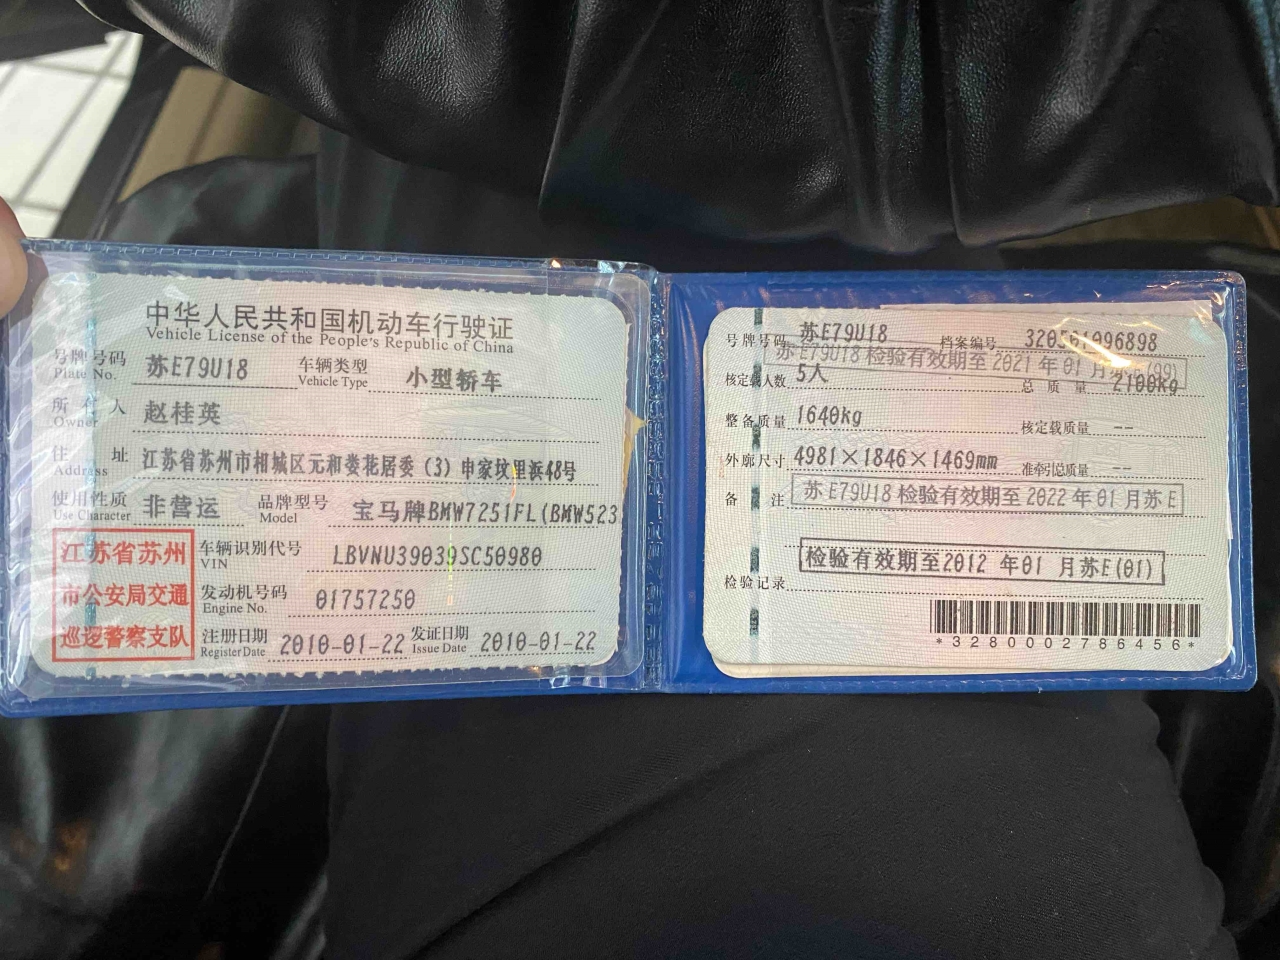 中华人民共和国机动车行驶证
Vehicle License of the People's Republic of China
号牌号码 苏E79U18 车辆类型 小型轿车
Plate No. Vehicle Type
所有人 赵桂英
Owner
住址 江苏省苏州市相城区元和娄花居委(3)申家坟里浜48号
Address
使用性质 非营运 品牌型号 宝马牌BMW7251FL(BMW523
Use Character Model
江苏省苏州
市公安局交通
巡逻警察支队
车辆识别代号 LBVNU39039SC50980
VIN
发动机号码 01757250
Engine No.
注册日期 2010-01-22 发证日期 2010-01-22
Register Date Issue Date
号牌号码 苏E79U18 档案编号
苏E79U18检验有效期至2021年01月苏E(99)
核定载人数 5人 总质量 2100kg
整备质量 1640kg 核定载质量 --
外廓尺寸 4981×1846×1469mm 准牵引总质量 --
备注 苏E79U18检验有效期至2022年01月苏E
检验有效期至2012年01月苏E(01)
检验记录
*3280002786456*